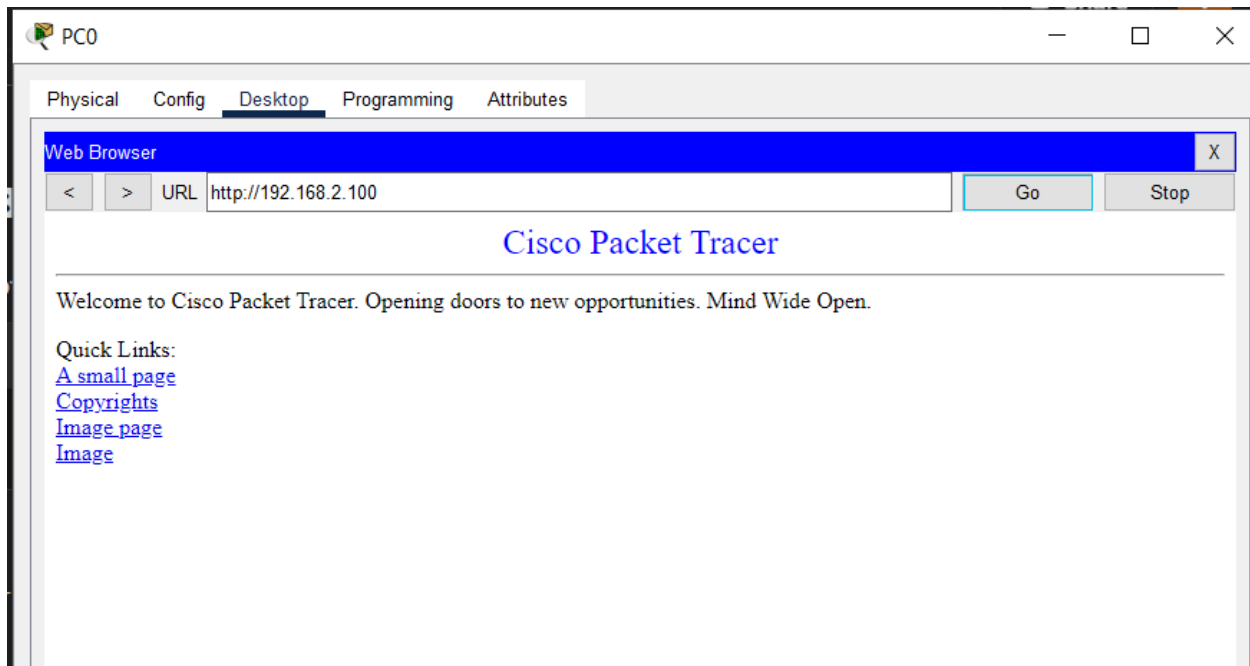 PC0
Physical Config Desktop Programming Attributes
Web Browser
X
< > URL http://192.168.2.100 Go Stop
Cisco Packet Tracer
Welcome to Cisco Packet Tracer. Opening doors to new opportunities. Mind Wide Open.
Quick Links:
A small page
Copyrights
Image page
Image